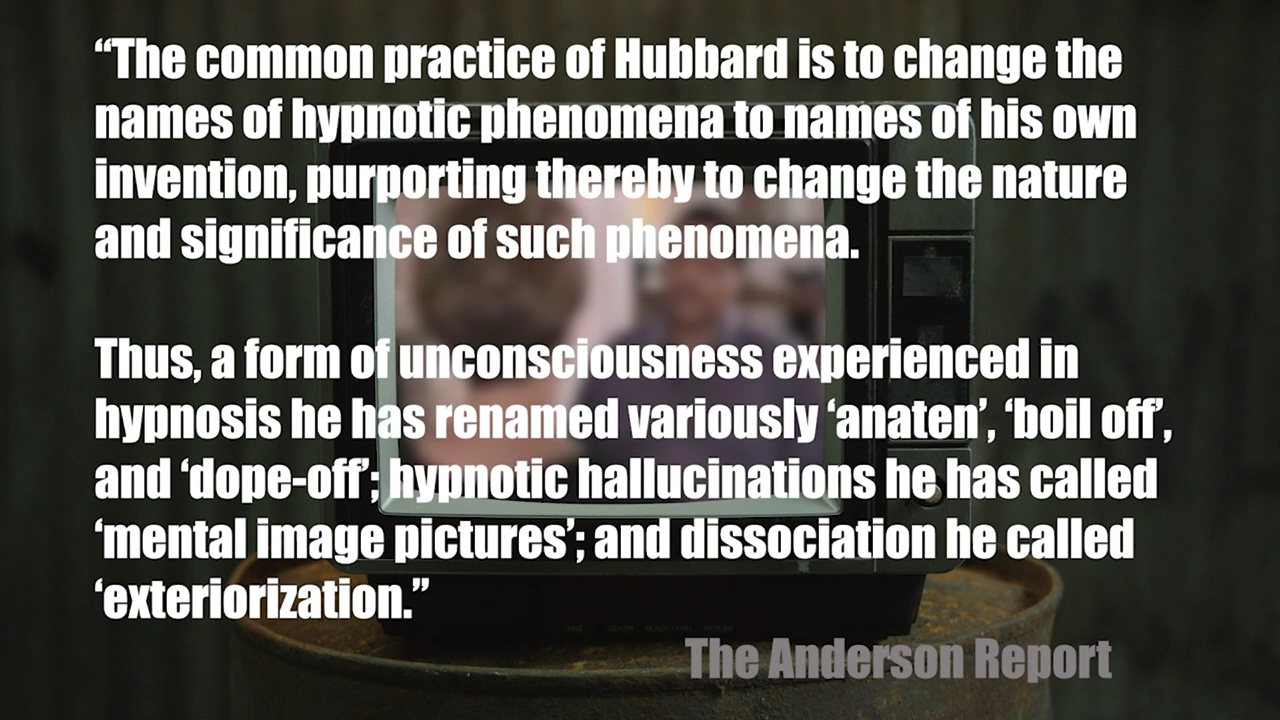 “The common practice of Hubbard is to change the
names of hypnotic phenomena to names of his own
invention, purporting thereby to change the nature
and significance of such phenomena.
Thus, a form of unconsciousness experienced in
hypnosis he has renamed variously ‘anaten’, ‘boil off’,
and ‘dope-off’; hypnotic hallucinations he has called
‘mental image pictures’; and dissociation he called
‘exteriorization.”
The Anderson Report